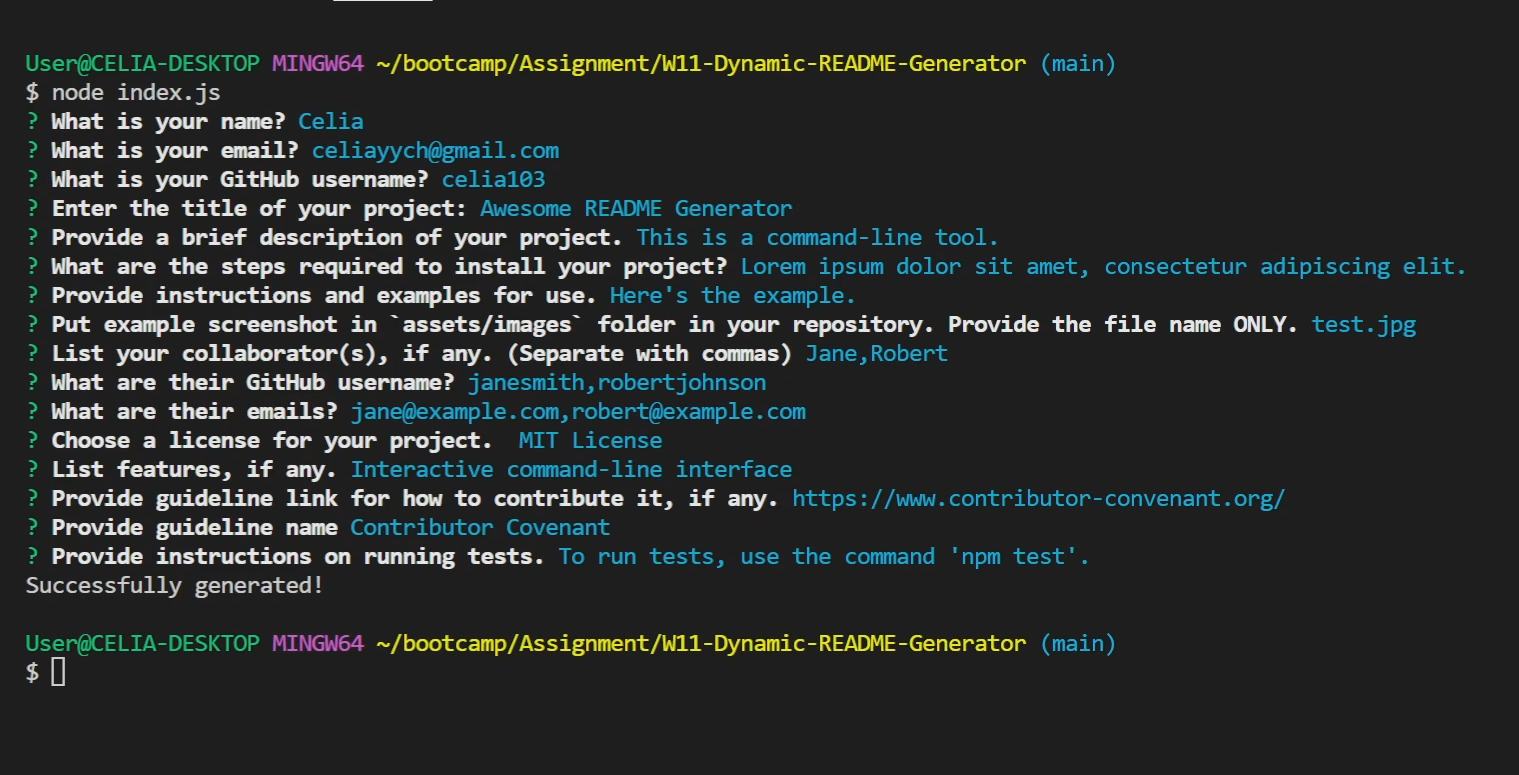 User@CELIA-DESKTOP MINGW64 ~/bootcamp/Assignment/W11-Dynamic-README-Generator (main)
$ node index.js
? What is your name? Celia
? What is your email? celiayych@gmail.com
? What is your GitHub username? celia103
? Enter the title of your project: Awesome README Generator
? Provide a brief description of your project. This is a command-line tool.
? What are the steps required to install your project? Lorem ipsum dolor sit amet, consectetur adipiscing elit.
? Provide instructions and examples for use. Here's the example.
? Put example screenshot in `assets/images` folder in your repository. Provide the file name ONLY. test.jpg
? List your collaborator(s), if any. (Separate with commas) Jane,Robert
? What are their GitHub username? janesmith,robertjohnson
? What are their emails? jane@example.com,robert@example.com
? Choose a license for your project.  MIT License
? List features, if any. Interactive command-line interface
? Provide guideline link for how to contribute it, if any. https://www.contributor-convenant.org/
? Provide guideline name Contributor Covenant
? Provide instructions on running tests. To run tests, use the command 'npm test'.
Successfully generated!
User@CELIA-DESKTOP MINGW64 ~/bootcamp/Assignment/W11-Dynamic-README-Generator (main)
$